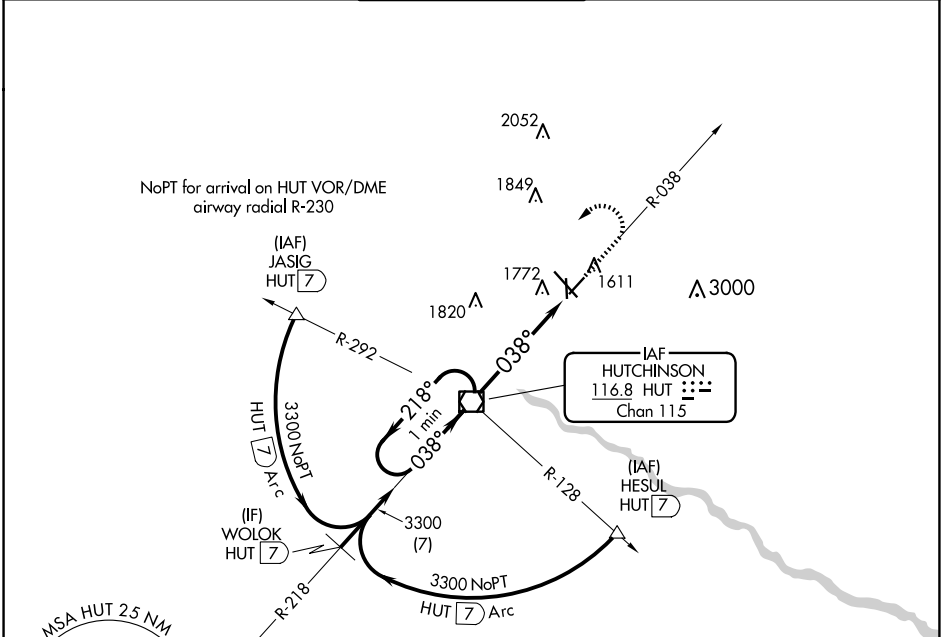 2052
1849
R-038
NoPT for arrival on HUT VOR/DME
airway radial R-230
(IAF)
JASIG
HUT 7
1772
1611
3000
1820
R-292
038°
IAF
HUTCHINSON
116.8 HUT
Chan 115
218°
1 min
038°
3300 NoPT
HUT 7 Arc
R-128
(IAF)
HESUL
HUT 7
(IF)
WOLOK
HUT 7
3300
(7)
3300 NoPT
HUT 7 Arc
R-218
MSA HUT 25 NM